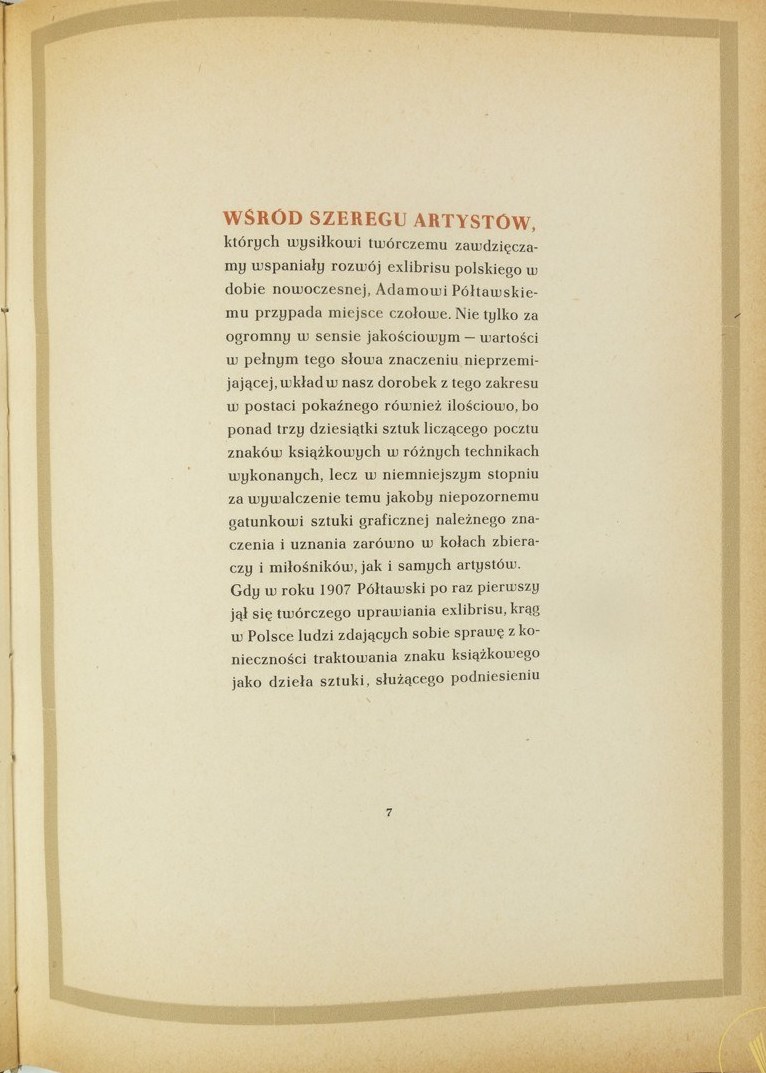 WŚRÓD SZEREGU ARTYSTÓW,
których wysiłkowi twórczemu zawdzięcza-
my wspaniały rozwój exlibrisu polskiego w
dobie nowoczesnej, Adamowi Półtawskie-
mu przypada miejsce czołowe. Nie tylko za
ogromny w sensie jakościowym — wartości
w pełnym tego słowa znaczeniu nieprzemi-
jającej, wkład w nasz dorobek z tego zakresu
w postaci pokaźnego również ilościowo, bo
ponad trzy dziesiątki sztuk liczącego pocztu
znaków książkowych w różnych technikach
wykonanych, lecz w niemniejszym stopniu
za wywalczenie temu jakoby niepozornemu
gatunkowi sztuki graficznej należnego zna-
czenia i uznania zarówno w kołach zbiera-
czy i miłośników, jak i samych artystów.
Gdy w roku 1907 Półtawski po raz pierwszy
jął się twórczego uprawiania exlibrisu, krąg
w Polsce ludzi zdających sobie sprawę z ko-
nieczności traktowania znaku książkowego
jako dzieła sztuki, służącego podniesieniu
7